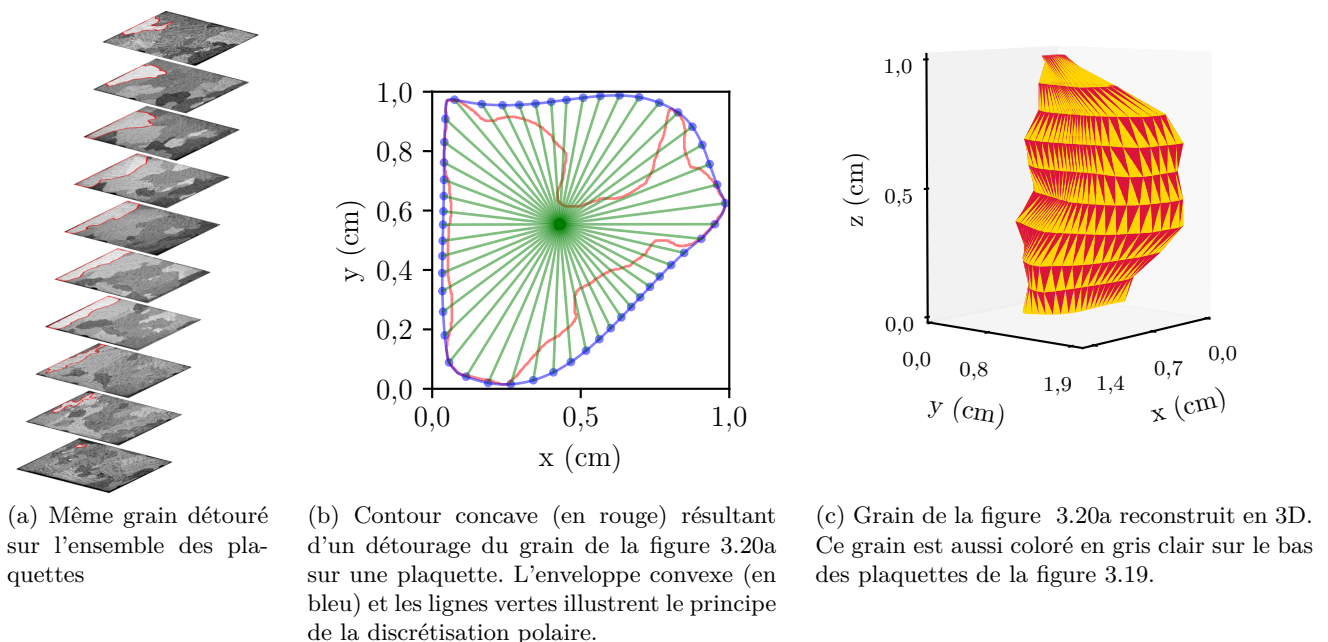 1,0
0,8
0,6
0,4
0,2
0,0
y (cm)
0,0
0,5
1,0
x (cm)
1,0
0,5
0,0
z (cm)
0,0
0,8
1,9
y (cm)
1,4
0,7
0,0
x (cm)
(a) Même grain détouré
sur l'ensemble des pla-
quettes
(b) Contour concave (en rouge) résultant
d'un détourage du grain de la figure 3.20a
sur une plaquette. L'enveloppe convexe (en
bleu) et les lignes vertes illustrent le principe
de la discrétisation polaire.
(c) Grain de la figure 3.20a reconstruit en 3D.
Ce grain est aussi coloré en gris clair sur le bas
des plaquettes de la figure 3.19.